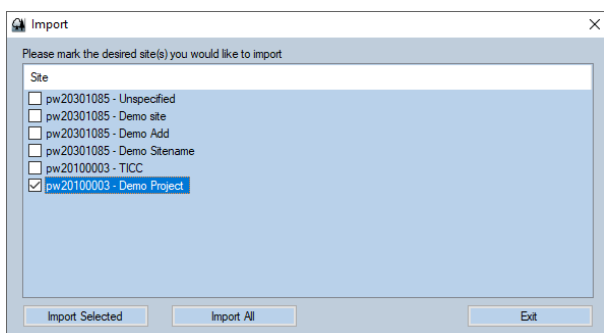 Import
Please mark the desired site(s) you would like to import
Site
pw20301085 - Unspecified
pw20301085 - Demo site
pw20301085 - Demo Add
pw20301085 - Demo Sitename
pw20100003 - TICC
pw20100003 - Demo Project
Import Selected Import All Exit